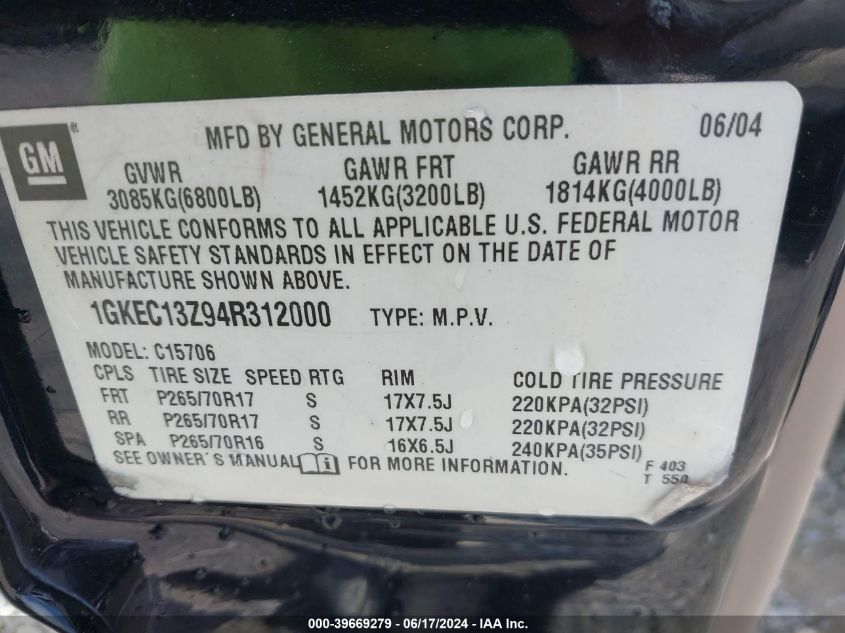 GM ®
MFD BY GENERAL MOTORS CORP. 06/04
GVWR GAWR FRT GAWR RR
3085KG(6800LB) 1452KG(3200LB) 1814KG(4000LB)
THIS VEHICLE CONFORMS TO ALL APPLICABLE U.S. FEDERAL MOTOR
VEHICLE SAFETY STANDARDS IN EFFECT ON THE DATE OF
MANUFACTURE SHOWN ABOVE.
1GKEC13Z94R312000 TYPE: M.P.V.
MODEL: C15706
CPLS TIRE SIZE SPEED RTG RIM COLD TIRE PRESSURE
FRT P265/70R17 S 17X7.5J 220KPA(32PSI)
RR P265/70R17 S 17X7.5J 220KPA(32PSI)
SPA P265/70R16 S 16X6.5J 240KPA(35PSI)
SEE OWNER'S MANUAL FOR MORE INFORMATION. F 403
T 550
000-39669279 - 06/17/2024 - IAA Inc.